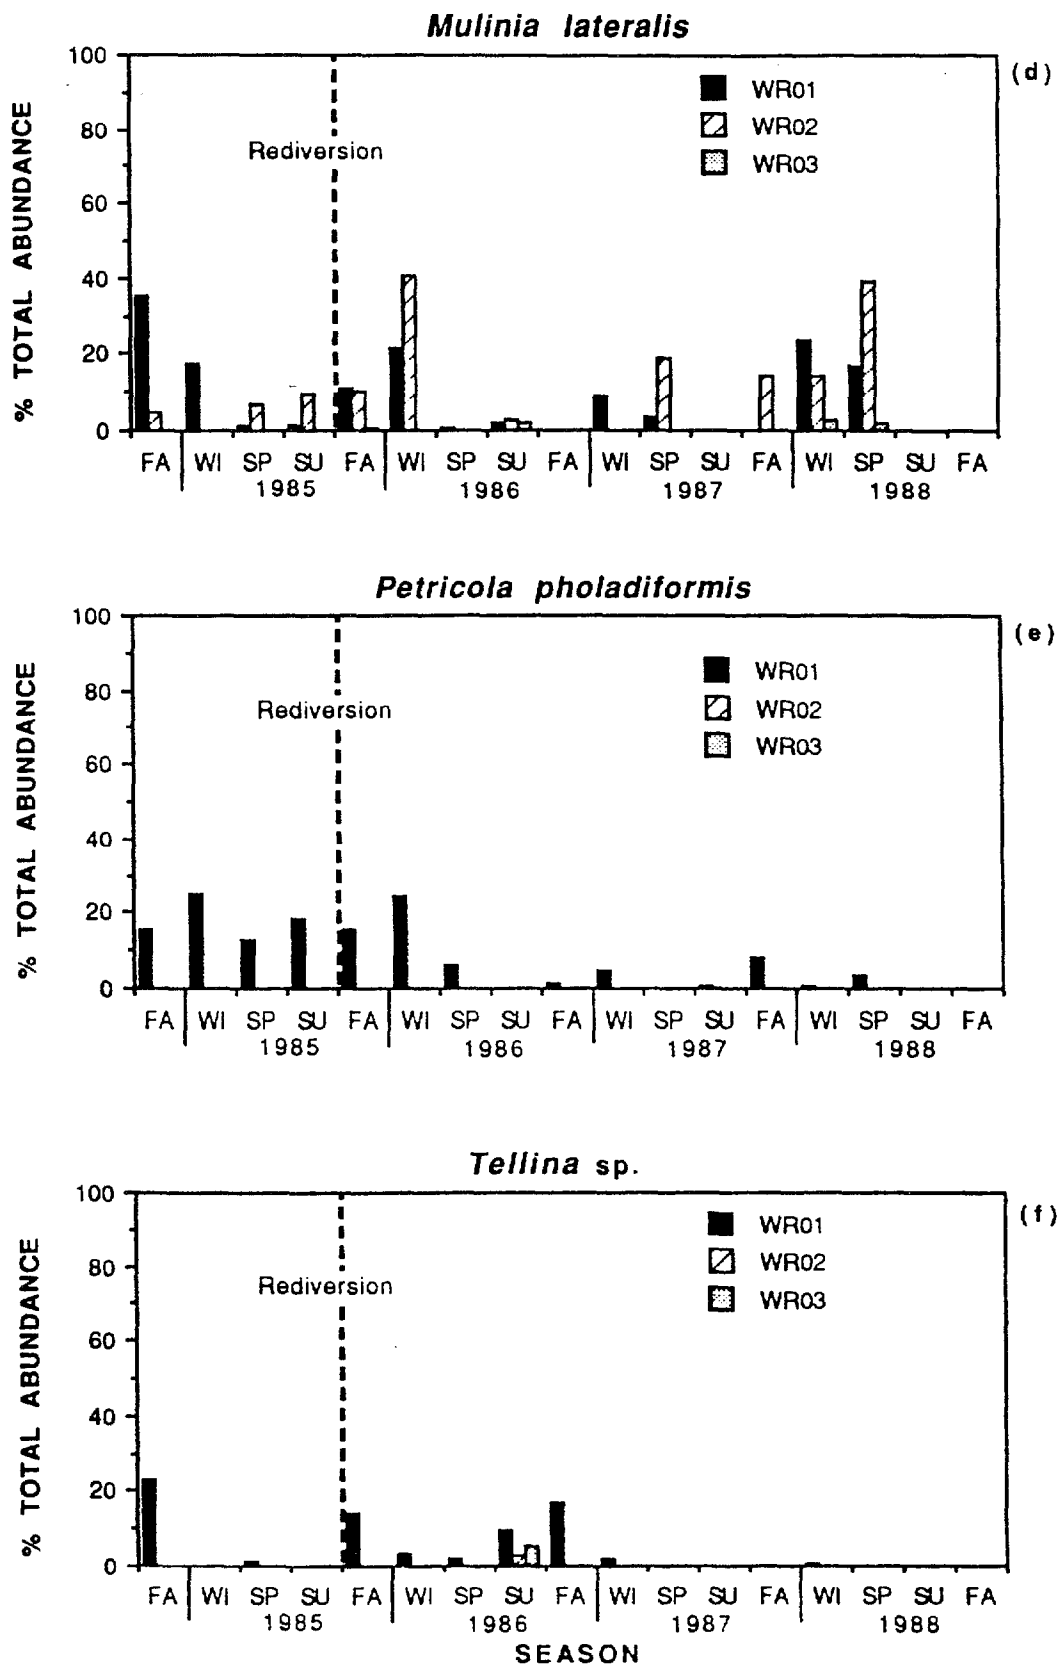 Mulinia lateralis
(d)
% TOTAL ABUNDANCE
100
80
60
40
20
0
Rediversion
WR01
WR02
WR03
FA WI SP SU FA WI SP SU FA WI SP SU FA WI SP SU FA
1985 1986 1987 1988
Petricola pholadiformis
(e)
% TOTAL ABUNDANCE
100
80
60
40
20
0
Rediversion
WR01
WR02
WR03
FA WI SP SU FA WI SP SU FA WI SP SU FA WI SP SU FA
1985 1986 1987 1988
Tellina sp.
(f)
% TOTAL ABUNDANCE
100
80
60
40
20
0
Rediversion
WR01
WR02
WR03
FA WI SP SU FA WI SP SU FA WI SP SU FA WI SP SU FA
1985 1986 1987 1988
SEASON